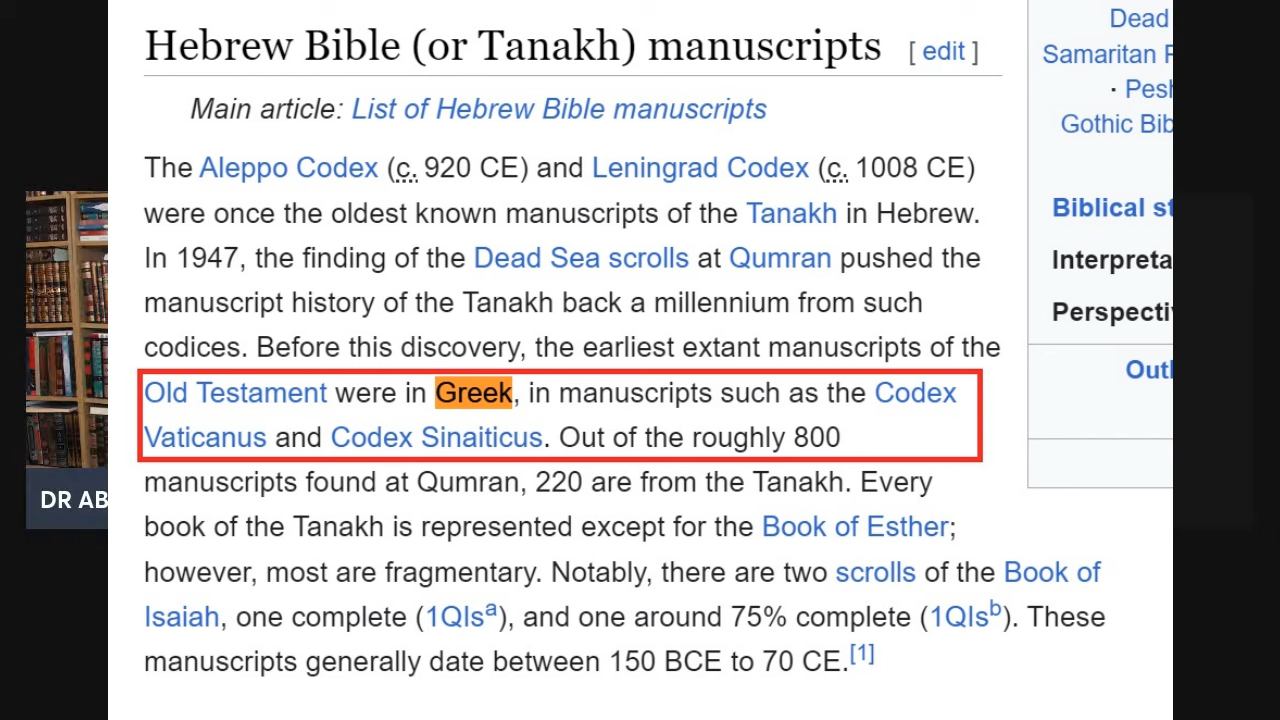 Hebrew Bible (or Tanakh) manuscripts [ edit ]
Main article: List of Hebrew Bible manuscripts
The Aleppo Codex (c. 920 CE) and Leningrad Codex (c. 1008 CE)
were once the oldest known manuscripts of the Tanakh in Hebrew.
In 1947, the finding of the Dead Sea scrolls at Qumran pushed the
manuscript history of the Tanakh back a millennium from such
codices. Before this discovery, the earliest extant manuscripts of the
Old Testament were in Greek, in manuscripts such as the Codex
Vaticanus and Codex Sinaiticus. Out of the roughly 800
manuscripts found at Qumran, 220 are from the Tanakh. Every
book of the Tanakh is represented except for the Book of Esther;
however, most are fragmentary. Notably, there are two scrolls of the Book of
Isaiah, one complete (1QIsa), and one around 75% complete (1QIsb). These
manuscripts generally date between 150 BCE to 70 CE.[1]
Dead
Samaritan P
· Pesh
Gothic Bib
Biblical st
Interpreta
Perspecti
Outl
DR AB